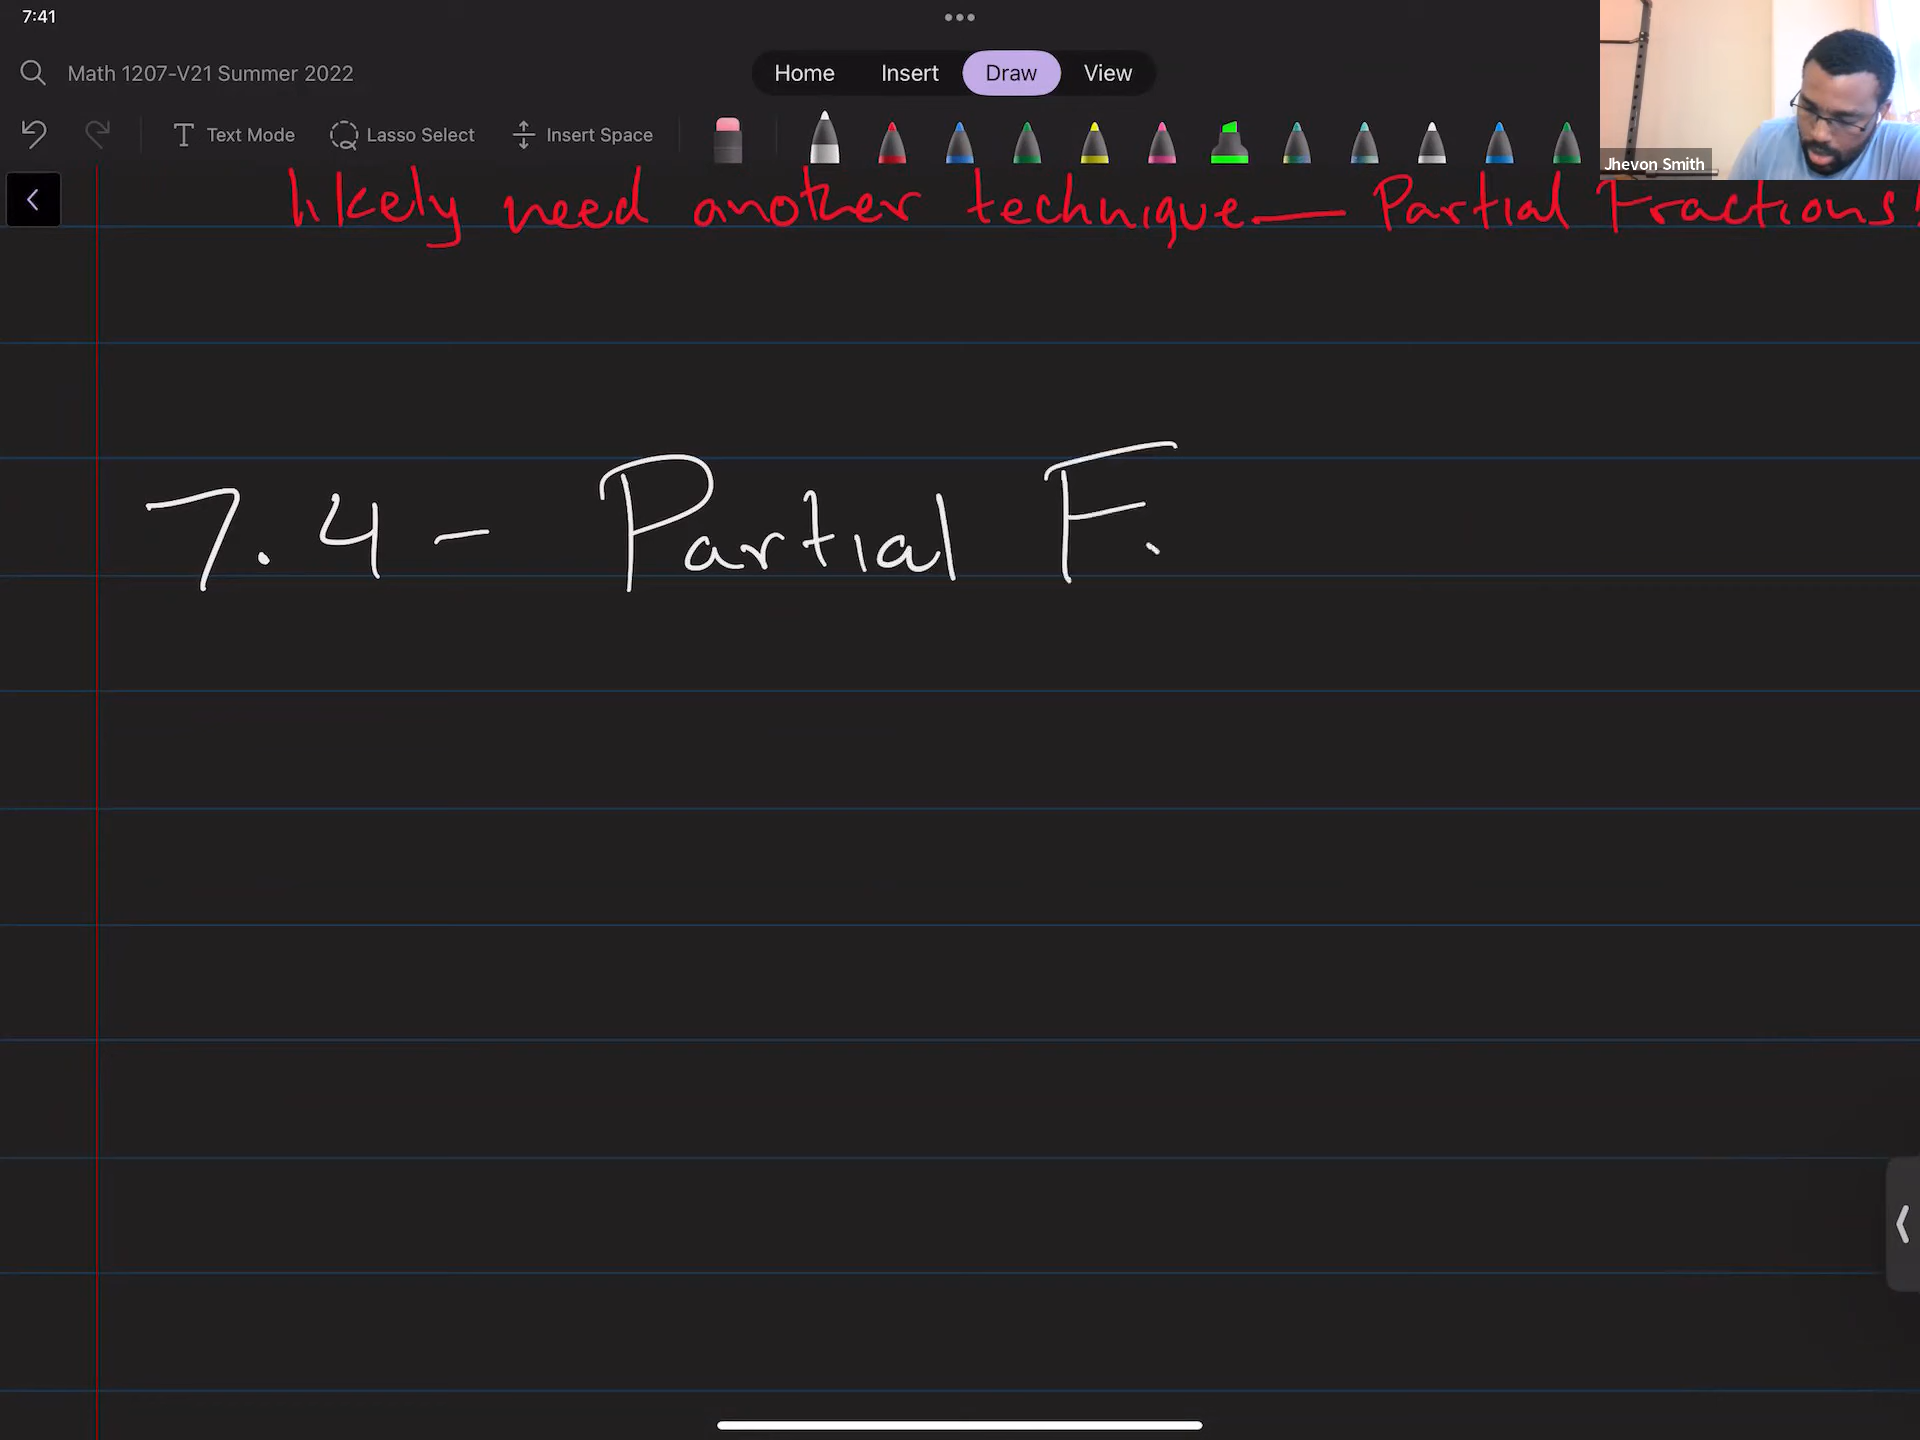 7:41
Math 1207-V21 Summer 2022
Home Insert Draw View
Text Mode Lasso Select Insert Space
Jhevon Smith
likely need another technique — Partial Fractions!
7.4 - Partial F